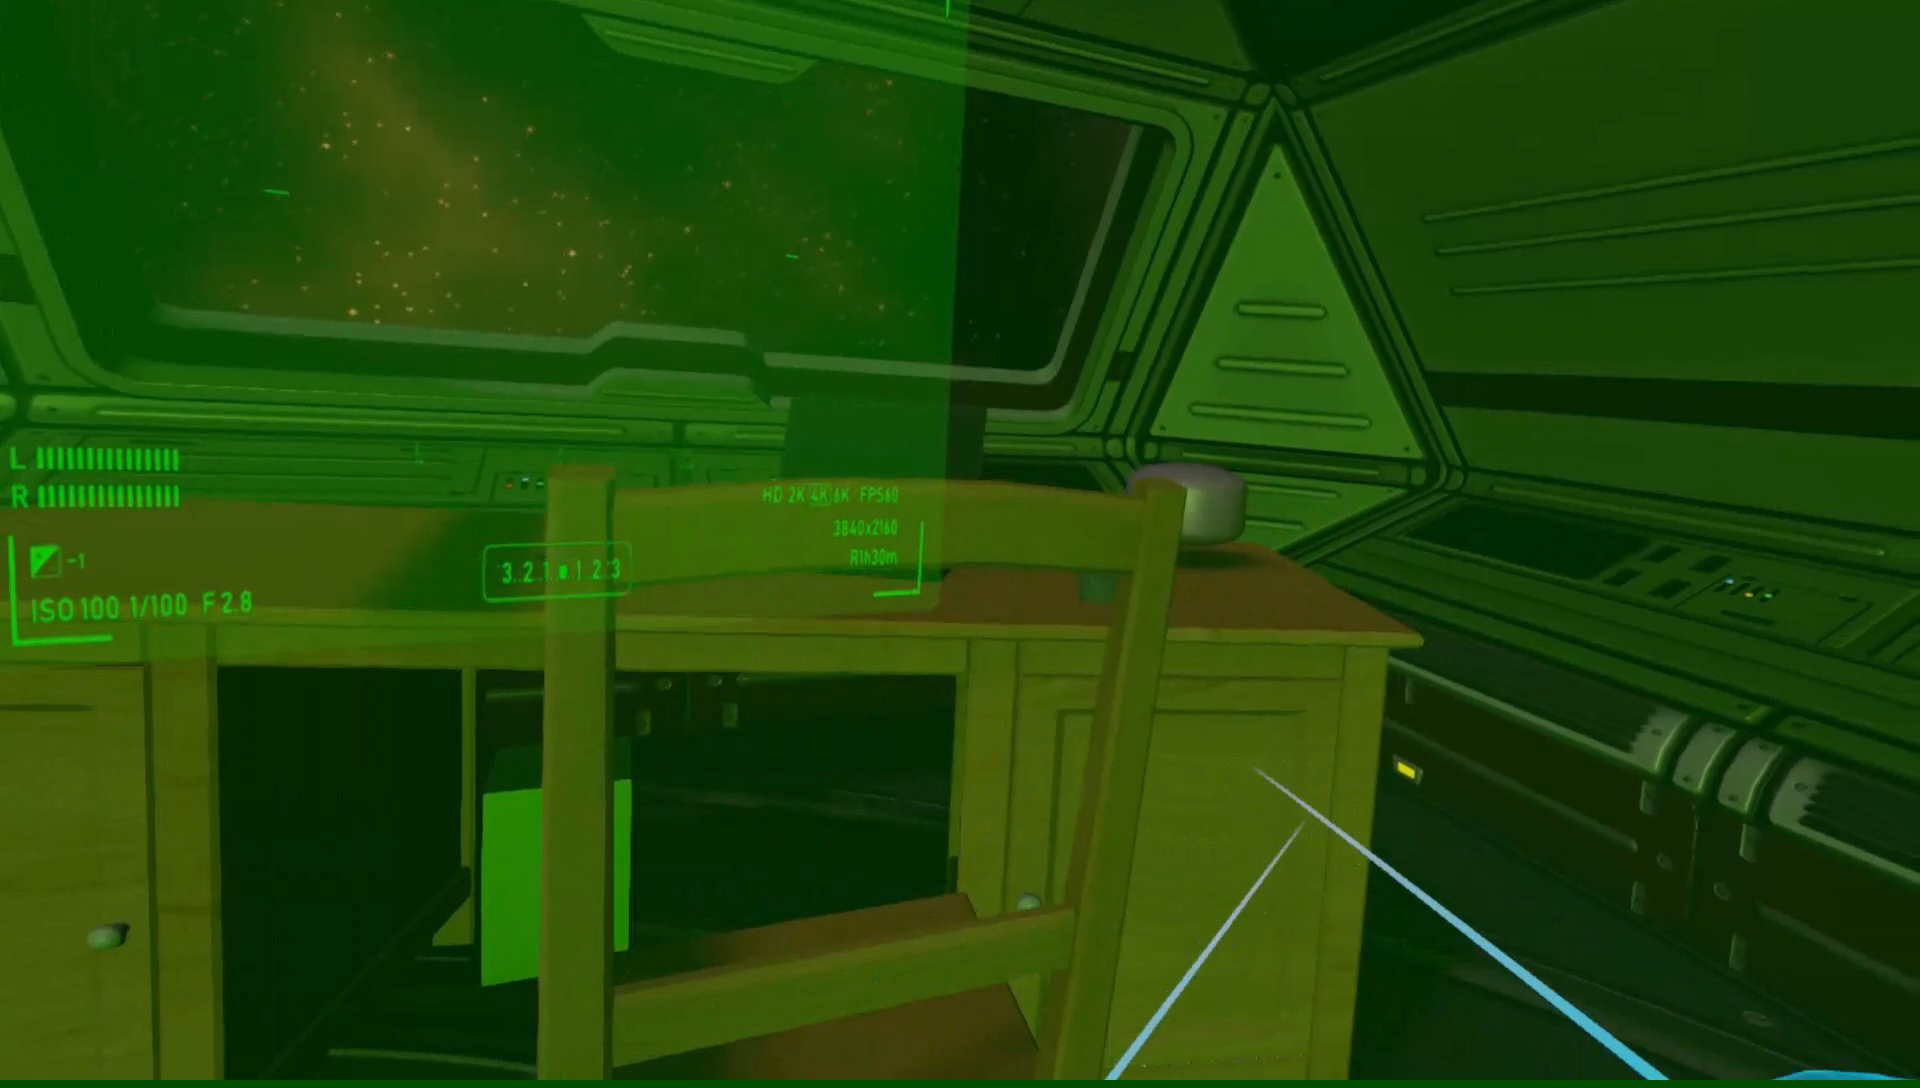 L
R
HD 2K 4K 6K FPS60
3840x2160
R1h30m
-1
3..2.1..1.2.3
ISO 100 1/100 F 2.8